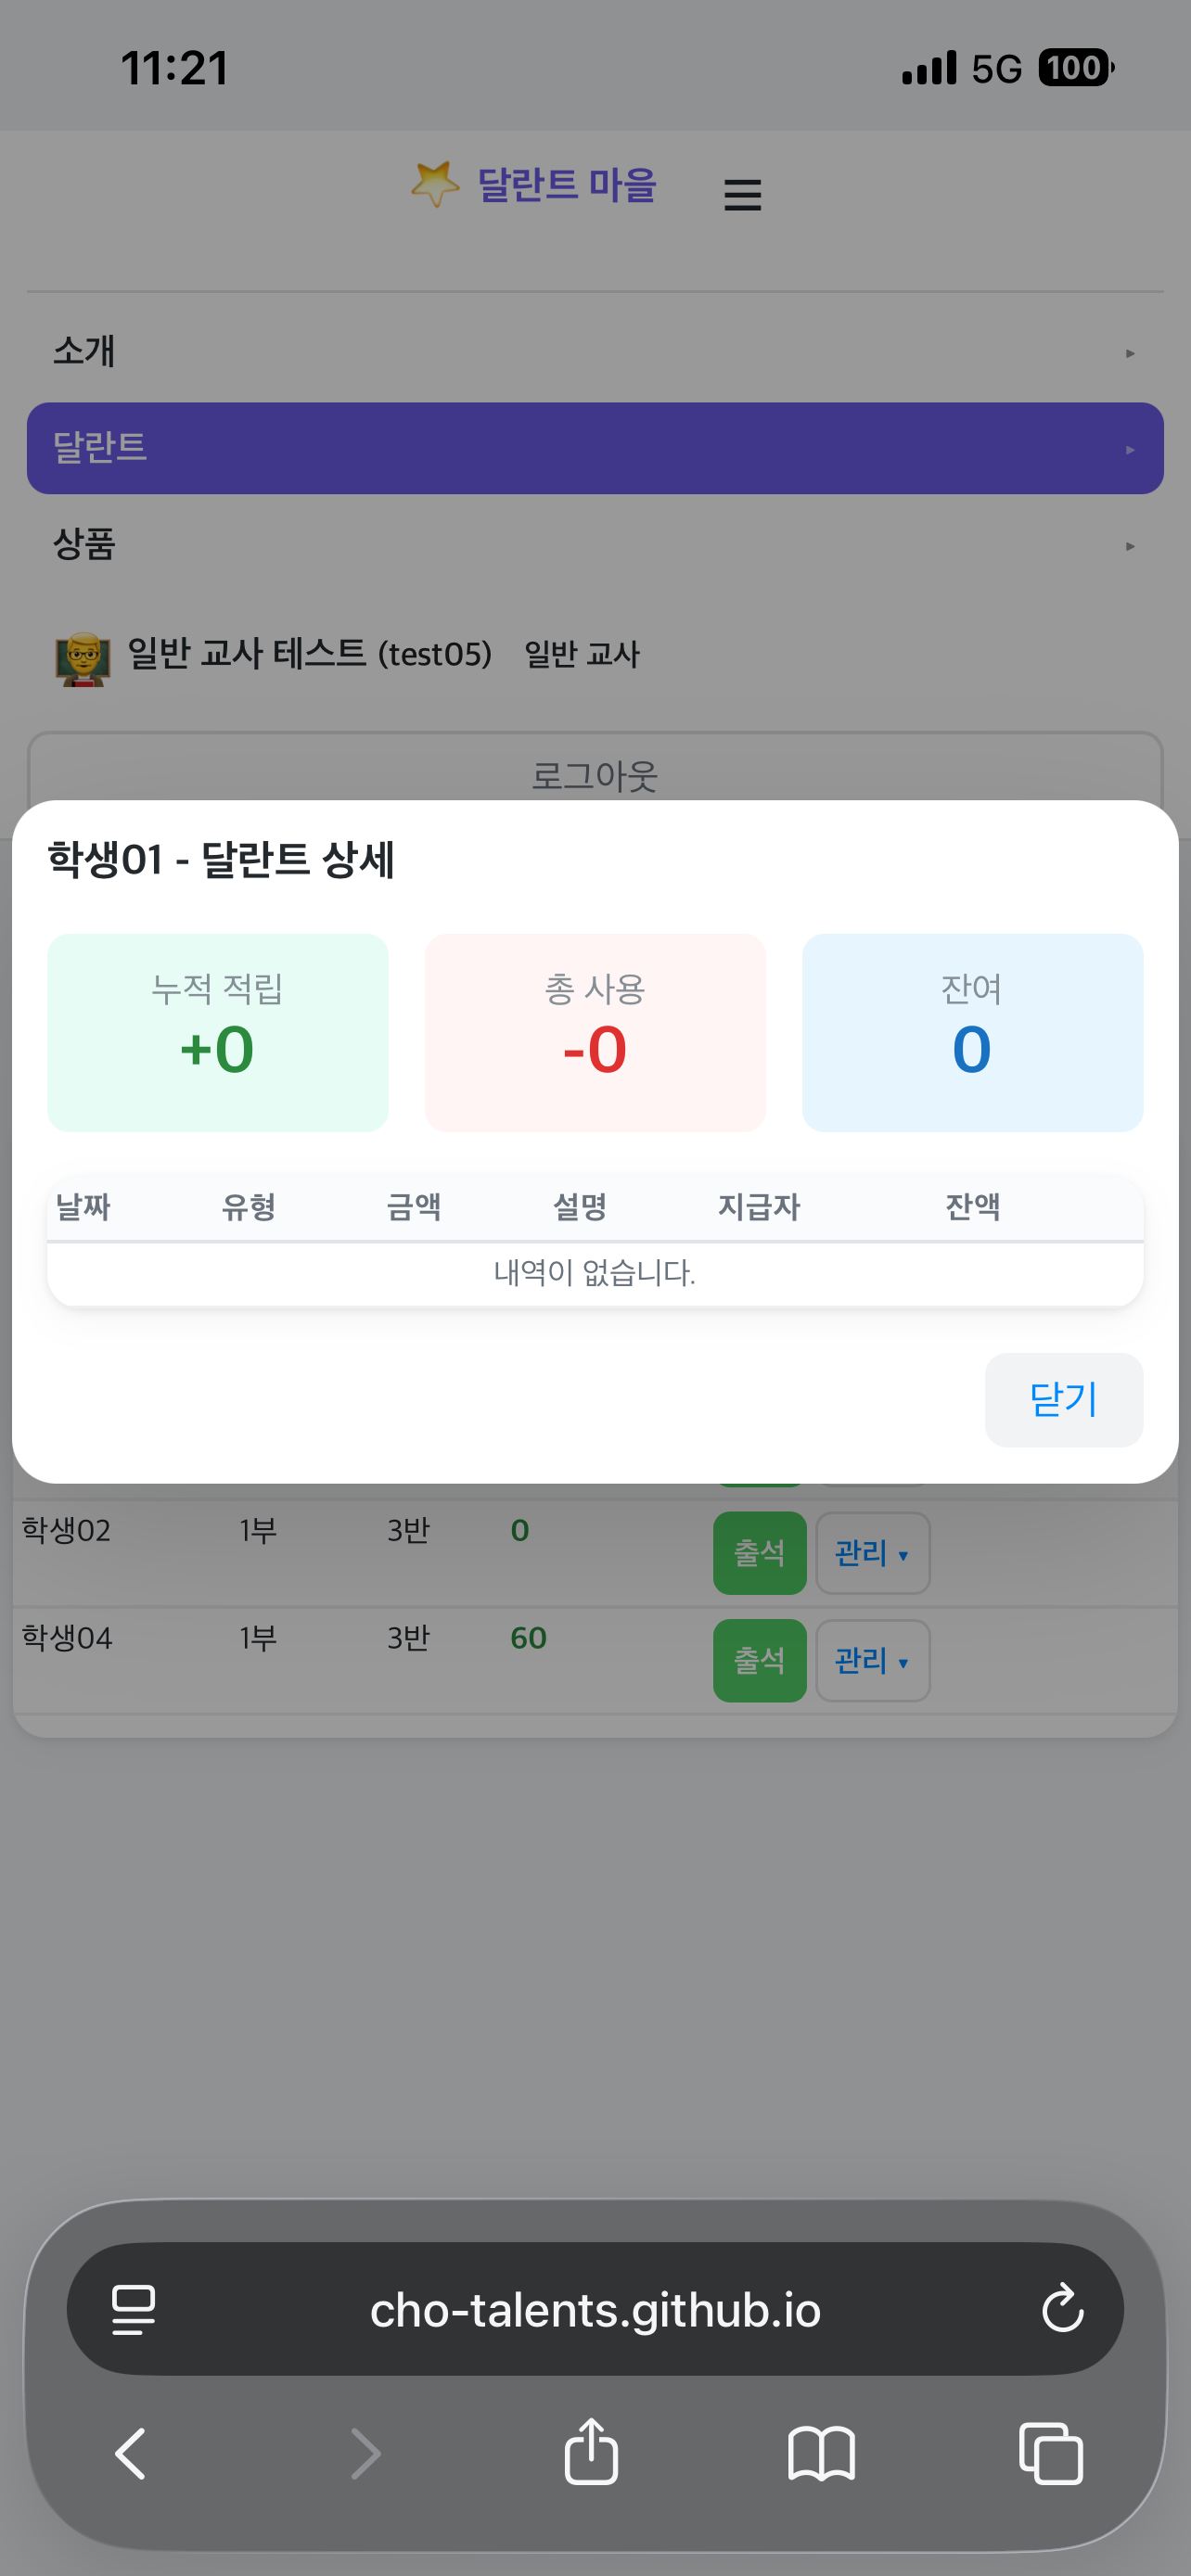 11:21 5G 100
달란트 마을
소개
달란트
상품
일반 교사 테스트 (test05) 일반 교사
로그아웃
학생01 - 달란트 상세
누적 적립 총 사용 잔여
+0 -0 0
날짜 유형 금액 설명 지급자 잔액
내역이 없습니다.
닫기
학생02 1부 3반 0 출석 관리
학생04 1부 3반 60 출석 관리
cho-talents.github.io